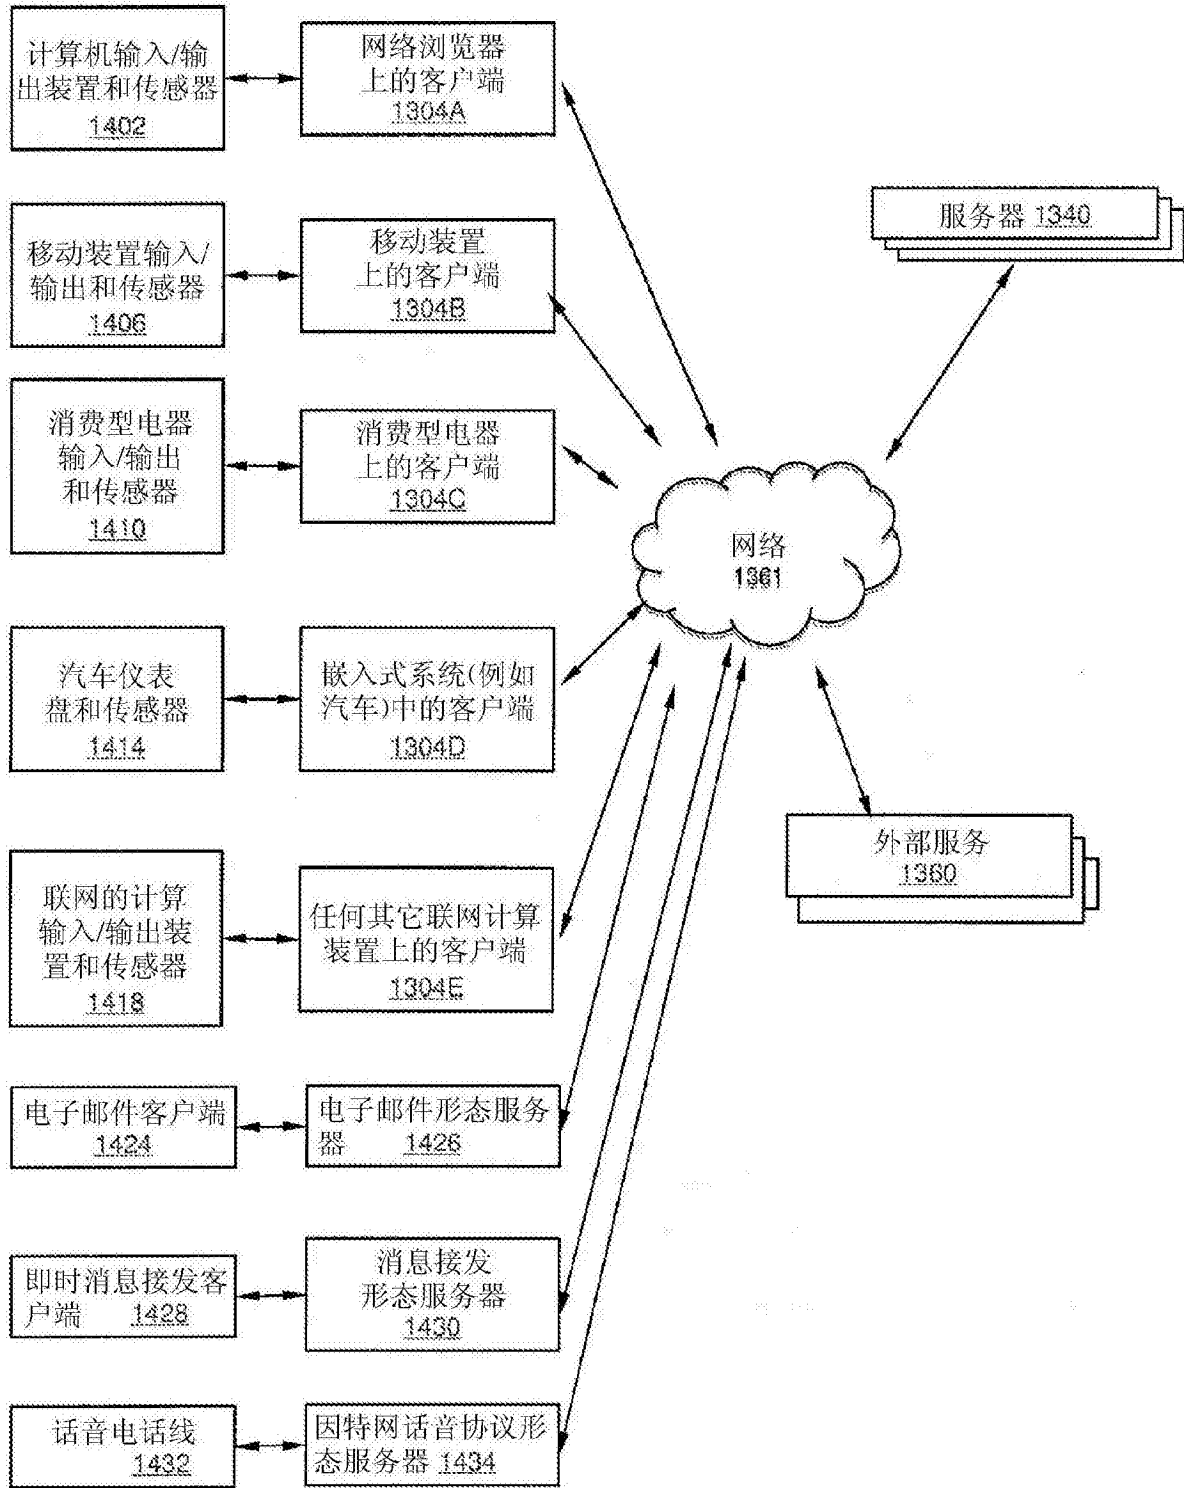 计算机输入/输
出装置和传感器
1402
网络浏览器
上的客户端
1304A
服务器 1340
移动装置输入/
输出和传感器
1406
移动装置
上的客户端
1304B
消费型电器
输入/输出
和传感器
1410
消费型电器
上的客户端
1304C
网络
1361
汽车仪表
盘和传感器
1414
嵌入式系统(例如
汽车)中的客户端
1304D
外部服务
1360
联网的计算
输入/输出装
置和传感器
1418
任何其它联网计算
装置上的客户端
1304E
电子邮件客户端
1424
电子邮件形态服务
器 1426
即时消息接发客
户端 1428
消息接发
形态服务器
1430
话音电话线
1432
因特网话音协议形
态服务器 1434